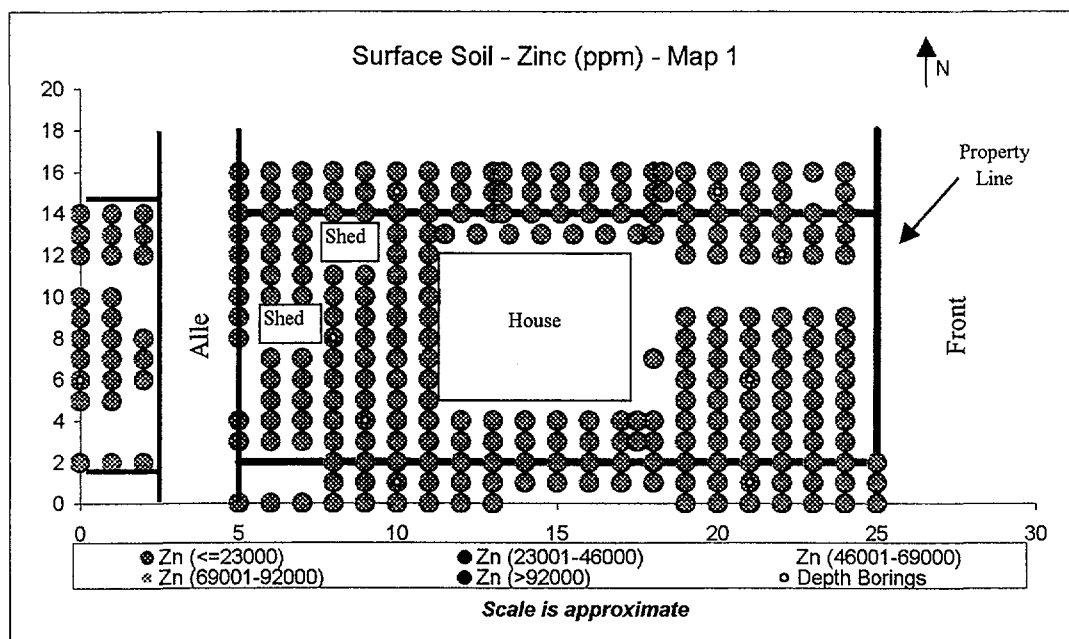 Surface Soil - Zinc (ppm) - Map 1
N
20
18
16
14
12
10
8
6
4
2
0
Property
Line
Shed
Shed
House
Alle
Front
0 5 10 15 20 25 30
Zn (<=23000) Zn (23001-46000) Zn (46001-69000)
Zn (69001-92000) Zn (>92000) Depth Borings
Scale is approximate